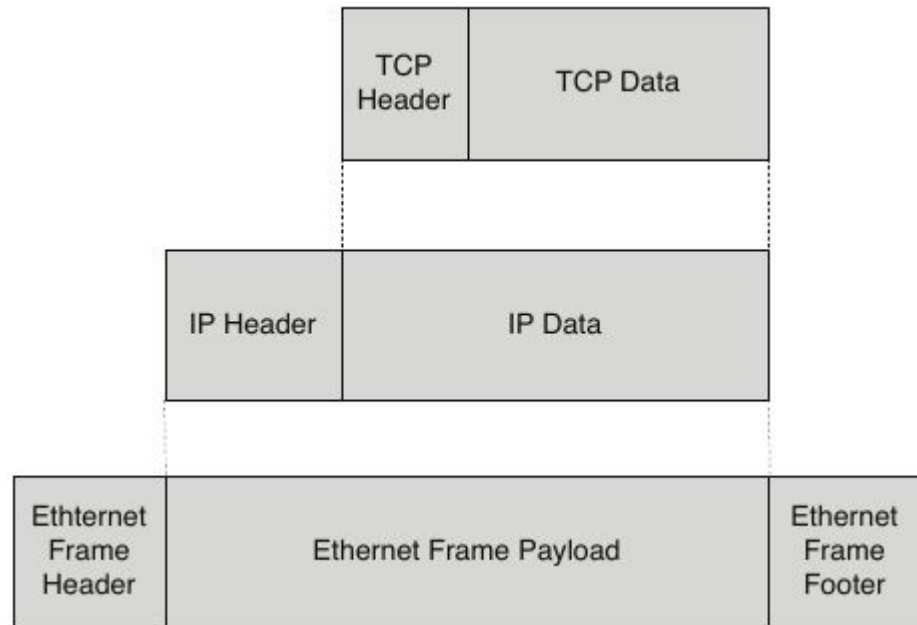 TCP
Header
TCP Data
IP Header
IP Data
Ethternet
Frame
Header
Ethernet Frame Payload
Ethernet
Frame
Footer